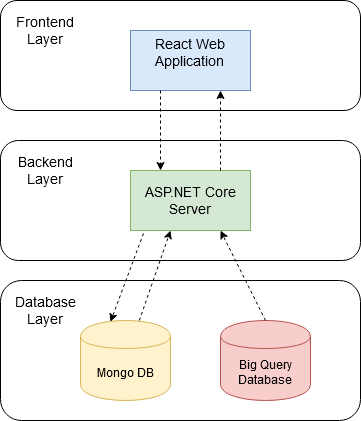 Frontend
Layer
React Web
Application
Backend
Layer
ASP.NET Core
Server
Database
Layer
Mongo DB
Big Query
Database